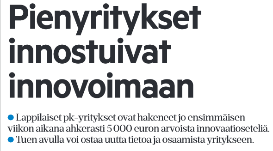 Pienyritykset
innostuivat
innovoimaan
● Lappilaiset pk-yritykset ovat hakeneet jo ensimmäisen
viikon aikana ahkerasti 5 000 euron arvoista innovaatioseteliä.
● Tuen avulla voi ostaa uutta tietoa ja osaamista yritykseen.